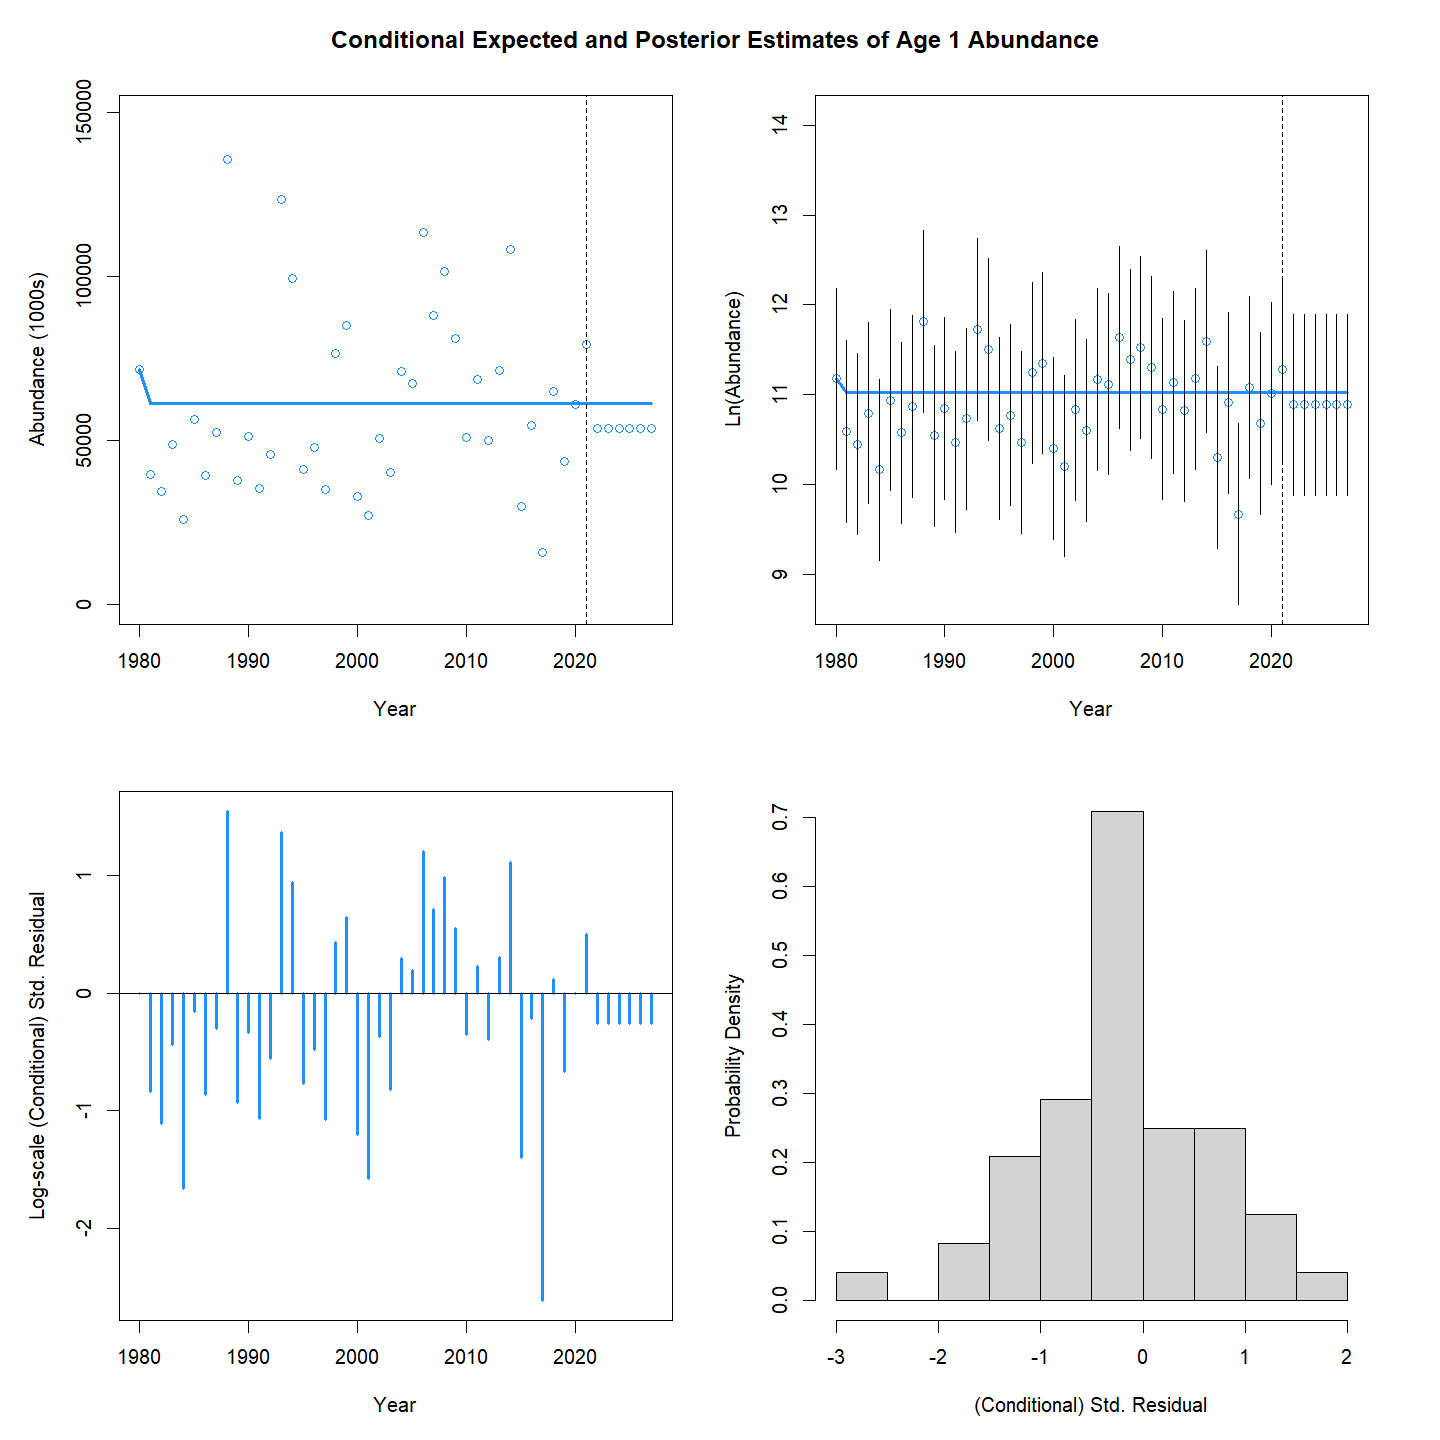 Conditional Expected and Posterior Estimates of Age 1 Abundance
Abundance (1000s)
150000
100000
50000
0
1980 1990 2000 2010 2020
Year
Ln(Abundance)
14
13
12
11
10
9
1980 1990 2000 2010 2020
Year
Log-scale (Conditional) Std. Residual
1
0
-1
-2
1980 1990 2000 2010 2020
Year
Probability Density
0.7
0.6
0.5
0.4
0.3
0.2
0.1
0.0
-3 -2 -1 0 1 2
(Conditional) Std. Residual